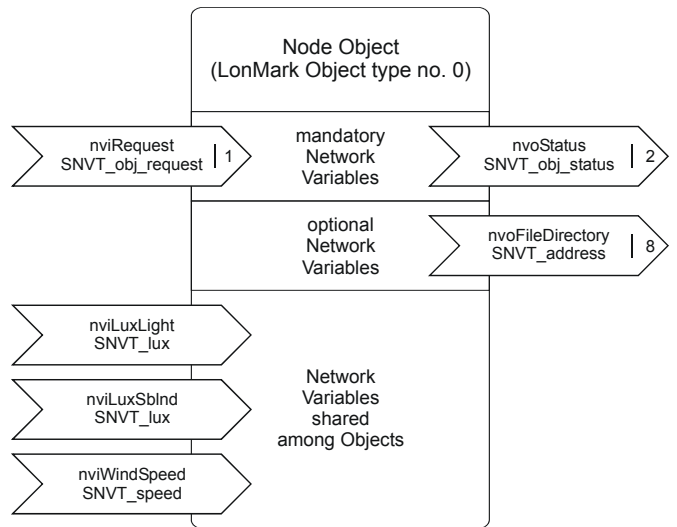 Node Object
(LonMark Object type no. 0)
nviRequest
SNVT_obj_request
1
mandatory
Network
Variables
nvoStatus
SNVT_obj_status
2
optional
Network
Variables
nvoFileDirectory
SNVT_address
8
nviLuxLight
SNVT_lux
nviLuxSblnd
SNVT_lux
nviWindSpeed
SNVT_speed
Network
Variables
shared
among Objects